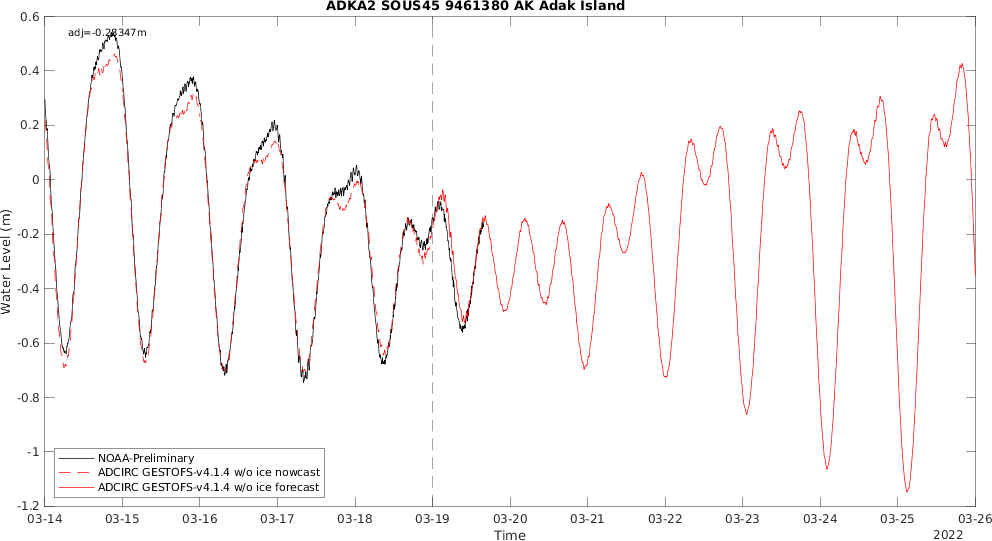 ADKA2 SOUS45 9461380 AK Adak Island
adj=-0.28347m
0.6
0.4
0.2
0
-0.2
-0.4
-0.6
-0.8
-1
-1.2
Water Level (m)
NOAA-Preliminary
ADCIRC GESTOFS-v4.1.4 w/o ice nowcast
ADCIRC GESTOFS-v4.1.4 w/o ice forecast
03-14 03-15 03-16 03-17 03-18 03-19 03-20 03-21 03-22 03-23 03-24 03-25 03-26
Time
2022